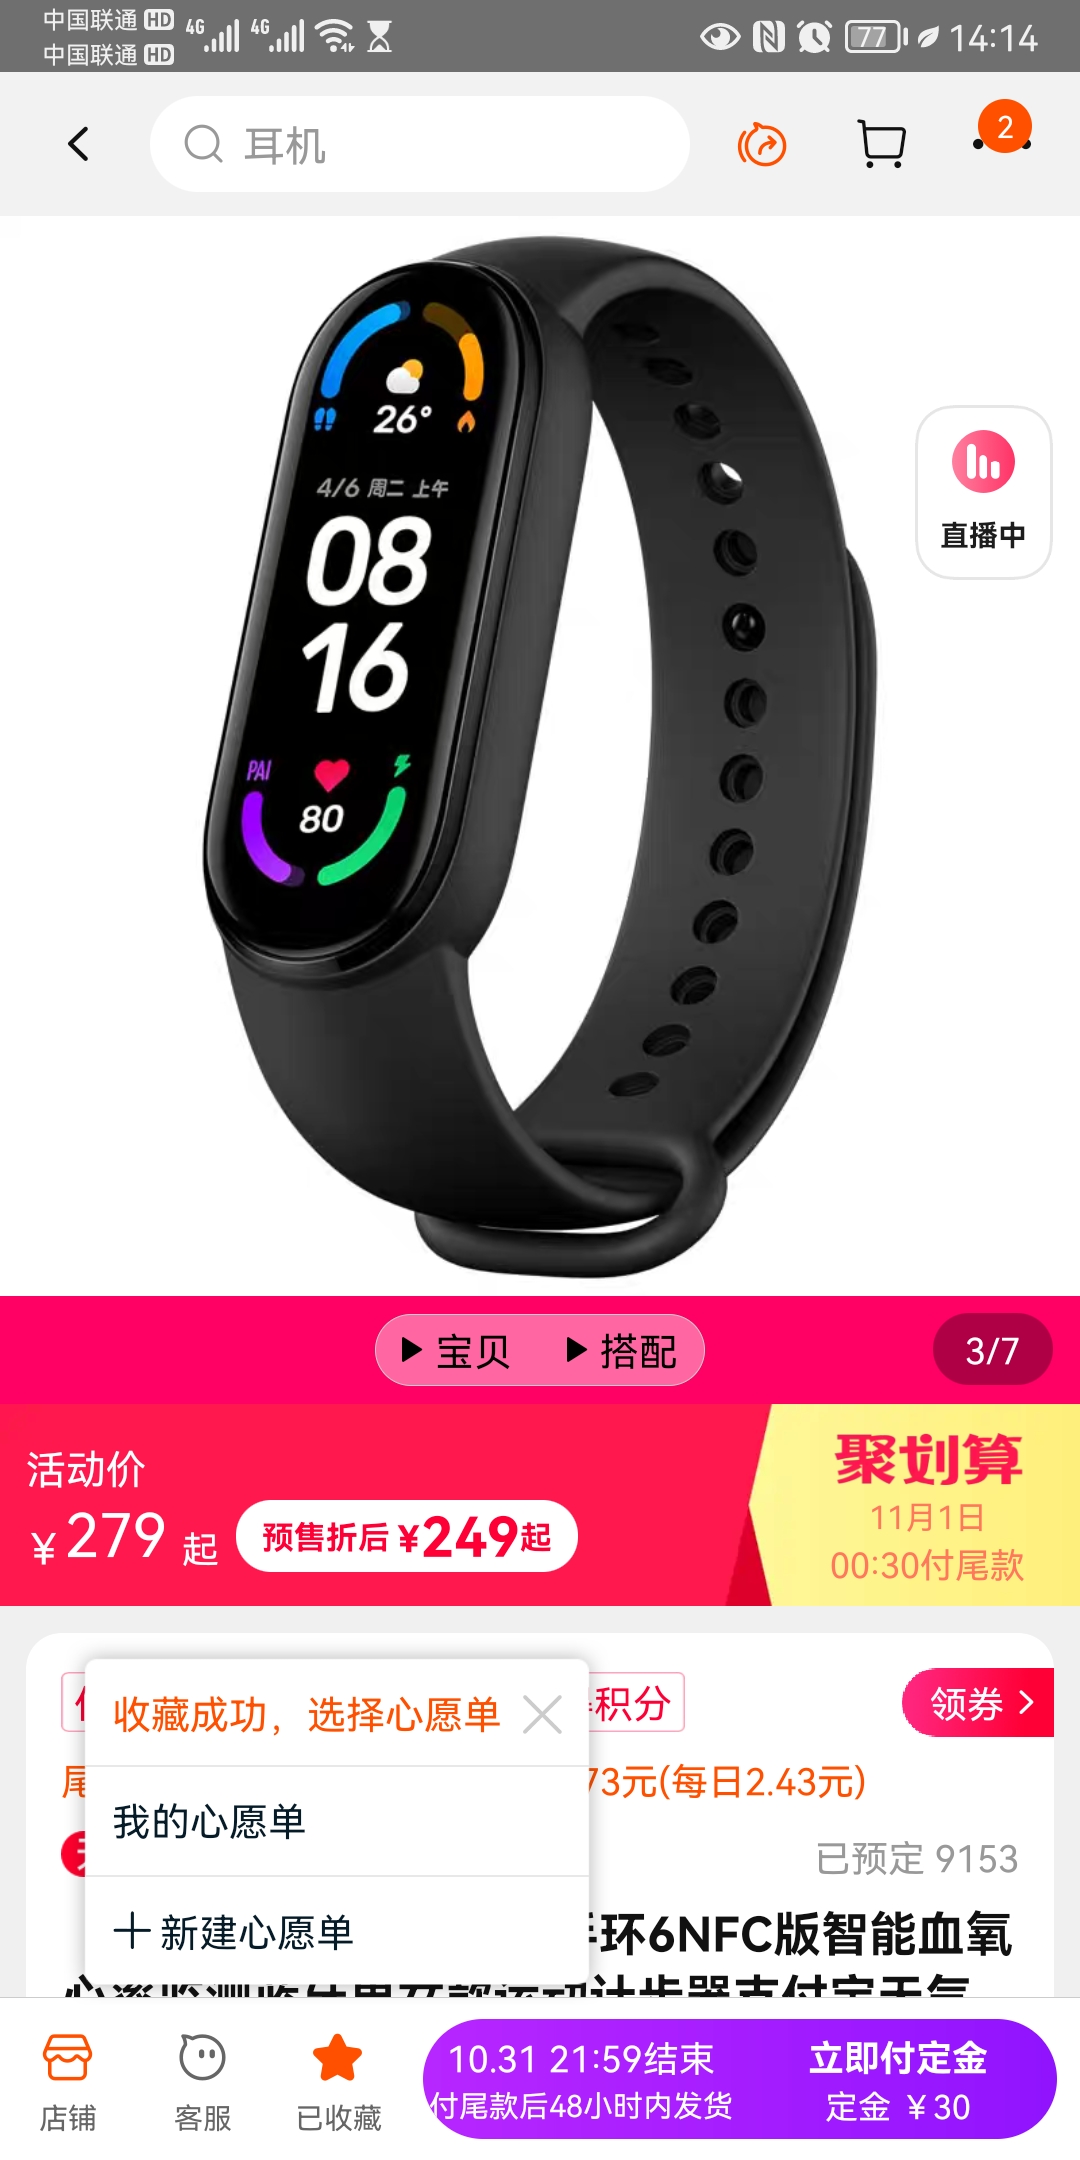 中国联通 HD 4G 4G 77 14:14
中国联通 HD
耳机
2
26°
4/6 周二 上午
08
16
PAI
80
直播中
宝贝 搭配 3/7
活动价
¥279 起 预售折后¥249起
聚划算
11月1日
00:30付尾款
收藏成功，选择心愿单
积分
领券
尾
73元(每日2.43元)
我的心愿单
已预定 9153
+新建心愿单
环6NFC版智能血氧
店铺
客服
已收藏
10.31 21:59结束
付尾款后48小时内发货
立即付定金
定金 ¥30